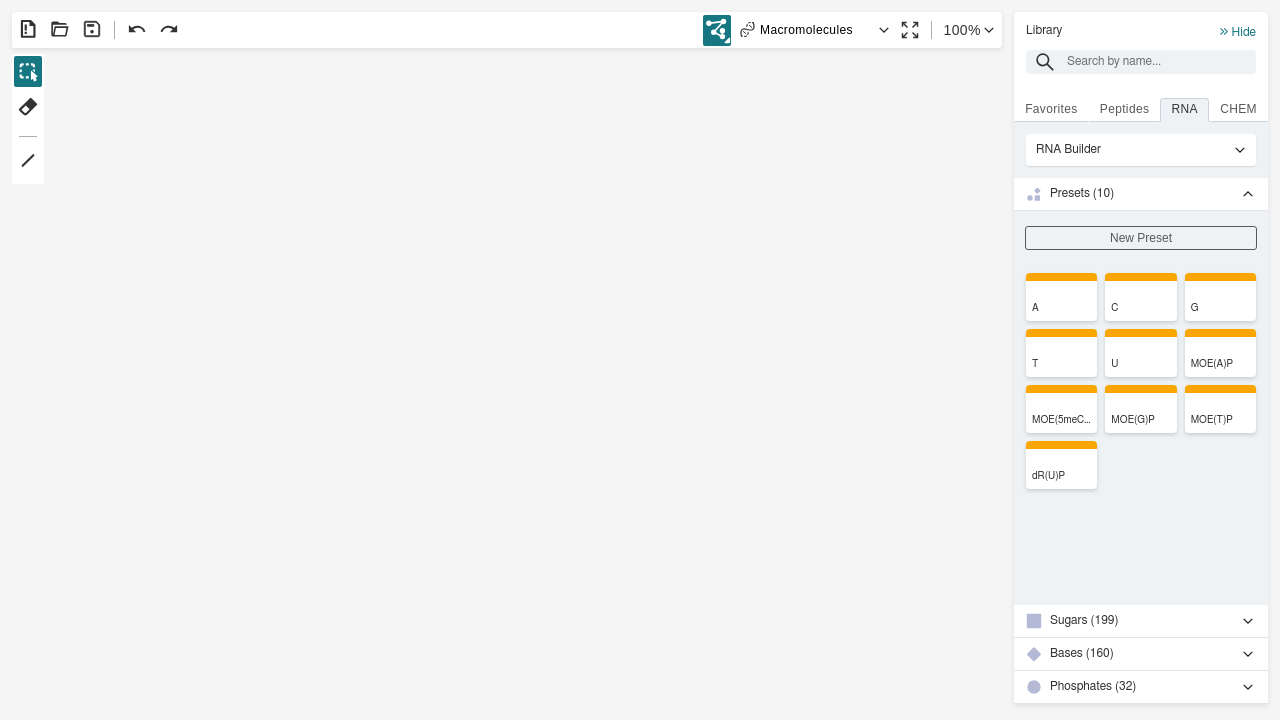 Macromolecules
100%
Library
Hide
Search by name...
Favorites
Peptides
RNA
CHEM
RNA Builder
Presets (10)
New Preset
A
C
G
T
U
MOE(A)P
MOE(5meC...
MOE(G)P
MOE(T)P
dR(U)P
Sugars (199)
Bases (160)
Phosphates (32)